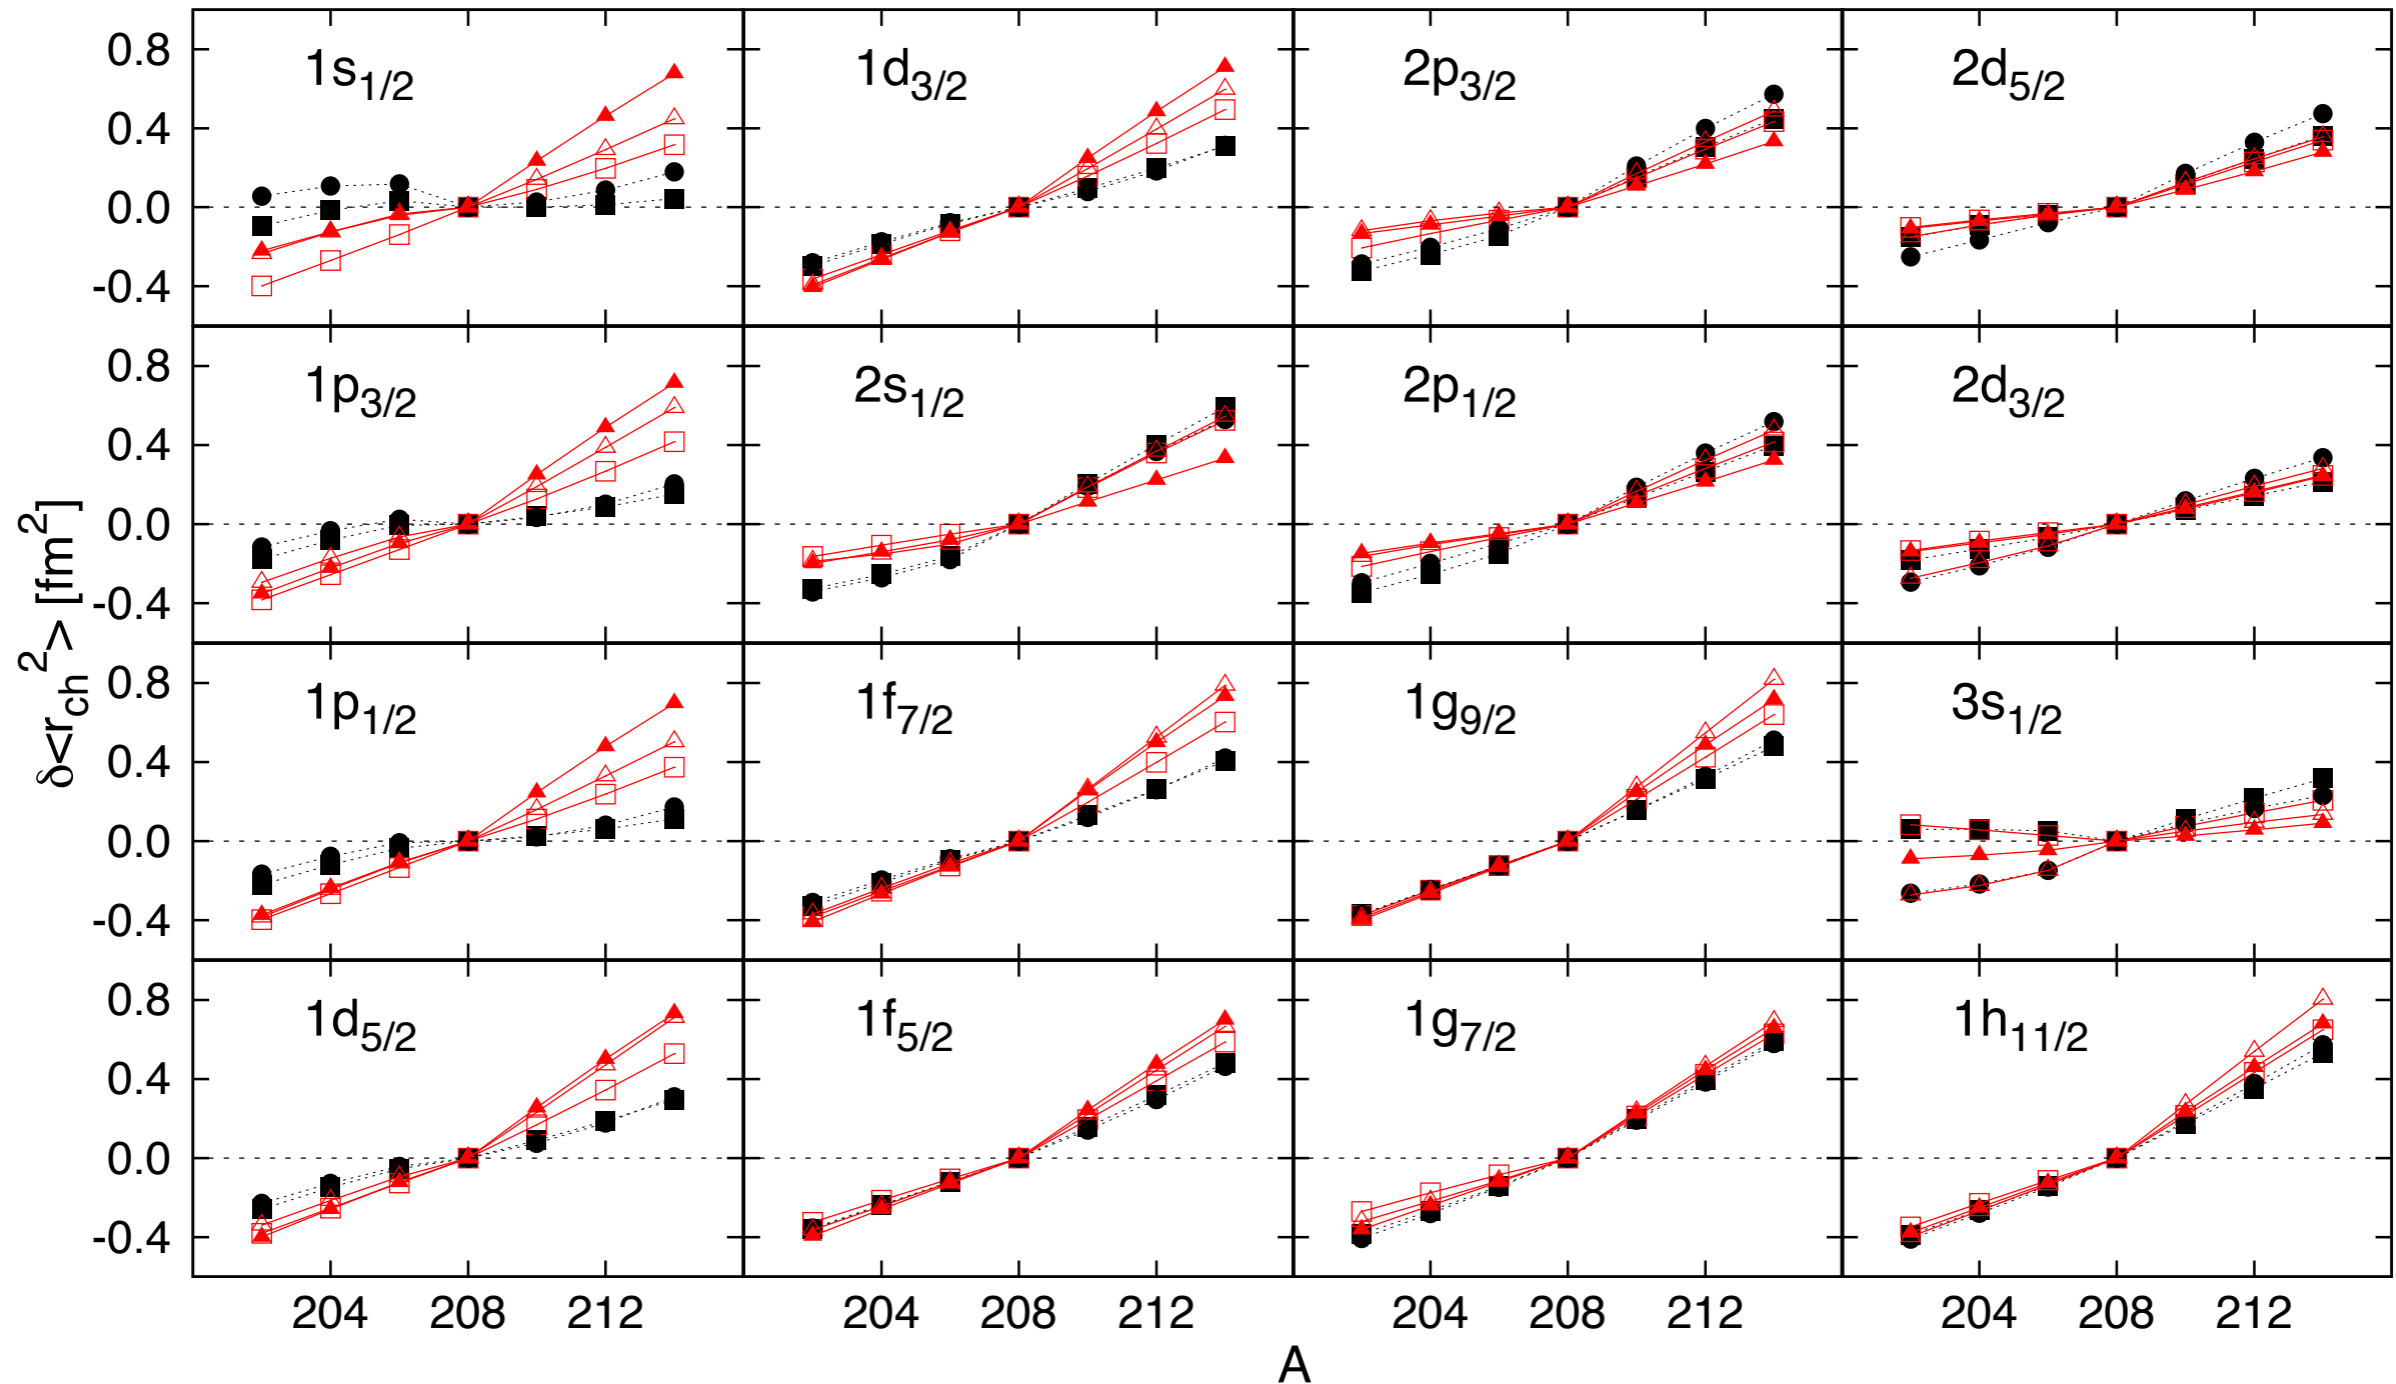 0.8 1s1/2 1d3/2 2p3/2 2d5/2
0.4
0.0
-0.4
0.8 1p3/2 2s1/2 2p1/2 2d3/2
0.4
0.0
-0.4
δ<rch2> [fm2]
0.8 1p1/2 1f7/2 1g9/2 3s1/2
0.4
0.0
-0.4
0.8 1d5/2 1f5/2 1g7/2 1h11/2
0.4
0.0
-0.4
204 208 212 204 208 212 204 208 212 204 208 212
A